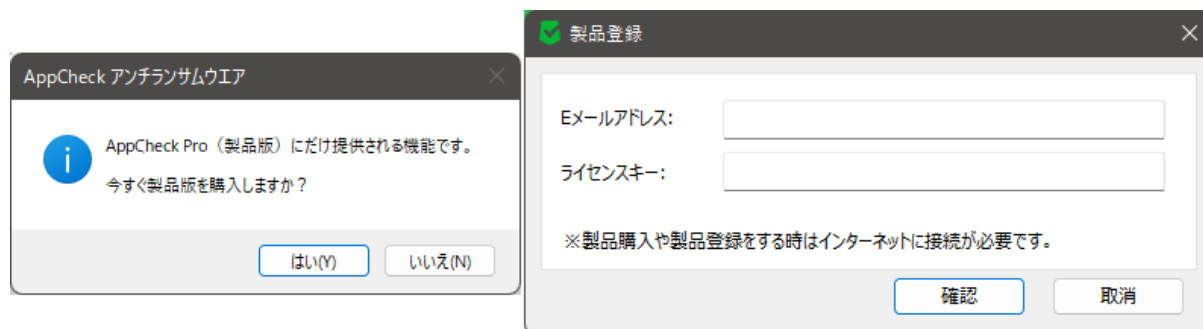 AppCheck アンチランサムウエア
AppCheck Pro（製品版）にだけ提供される機能です。
今すぐ製品版を購入しますか？
はい(Y)
いいえ(N)
製品登録
Eメールアドレス:
ライセンスキー:
※製品購入や製品登録をする時はインターネットに接続が必要です。
確認
取消